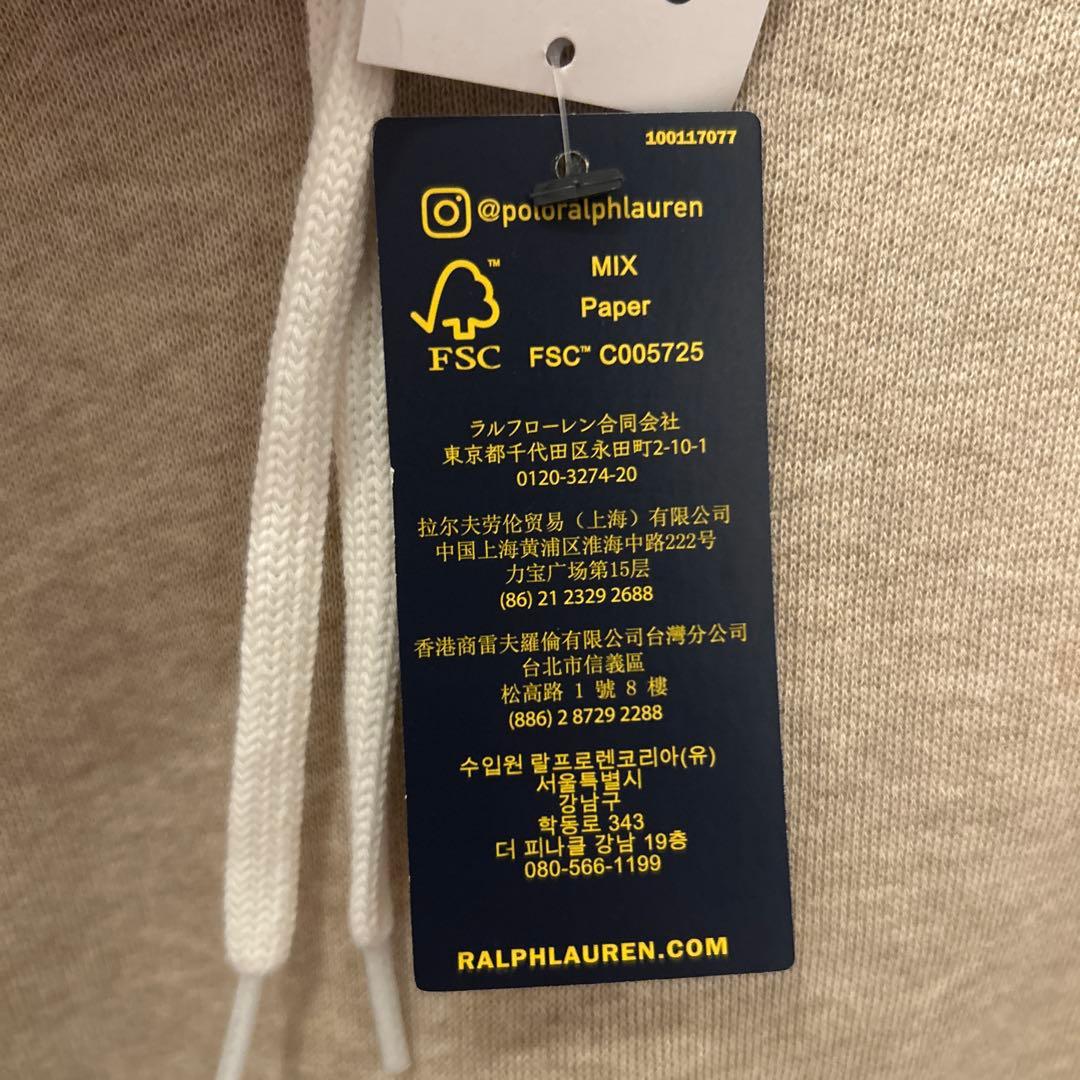 100117077
@poloralphlauren
MIX
Paper
FSC™ C005725
™
FSC
ラルフローレン合同会社
東京都千代田区永田町2-10-1
0120-3274-20
拉尔夫劳伦贸易（上海）有限公司
中国上海黄浦区淮海中路222号
力宝广场第15层
(86) 21 2329 2688
香港商雷夫羅倫有限公司台灣分公司
台北市信義區
松高路 1 號 8 樓
(886) 2 8729 2288
수입원 랄프로렌코리아(유)
서울특별시
강남구
학동로 343
더 피나클 강남 19층
080-566-1199
RALPHLAUREN.COM